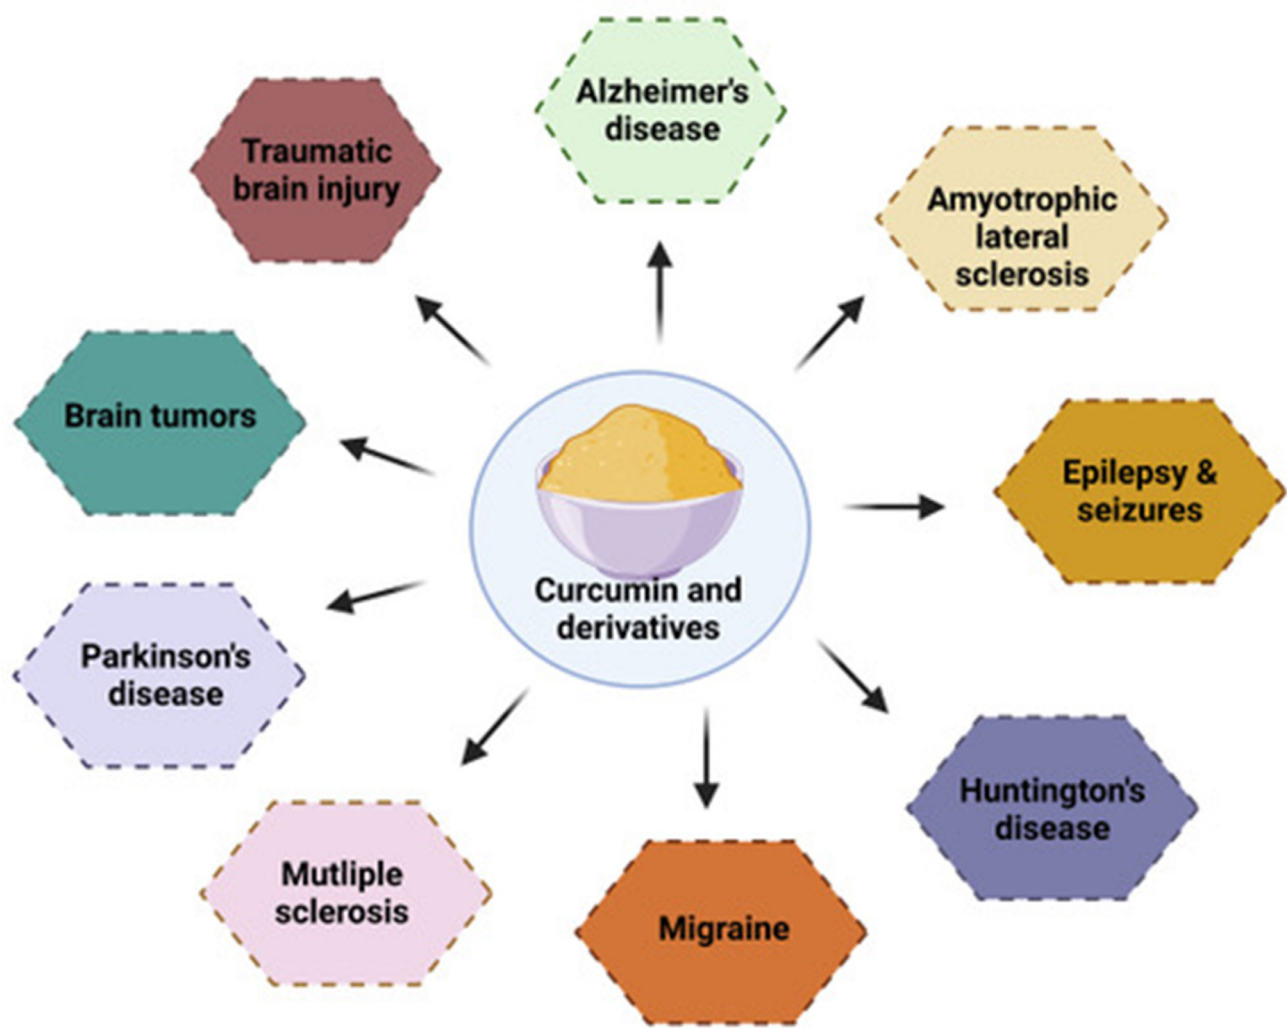 Alzheimer's
disease
Traumatic
brain injury
Amyotrophic
lateral
sclerosis
Brain tumors
Epilepsy &
seizures
Curcumin and
derivatives
Parkinson's
disease
Huntington's
disease
Mutliple
sclerosis
Migraine